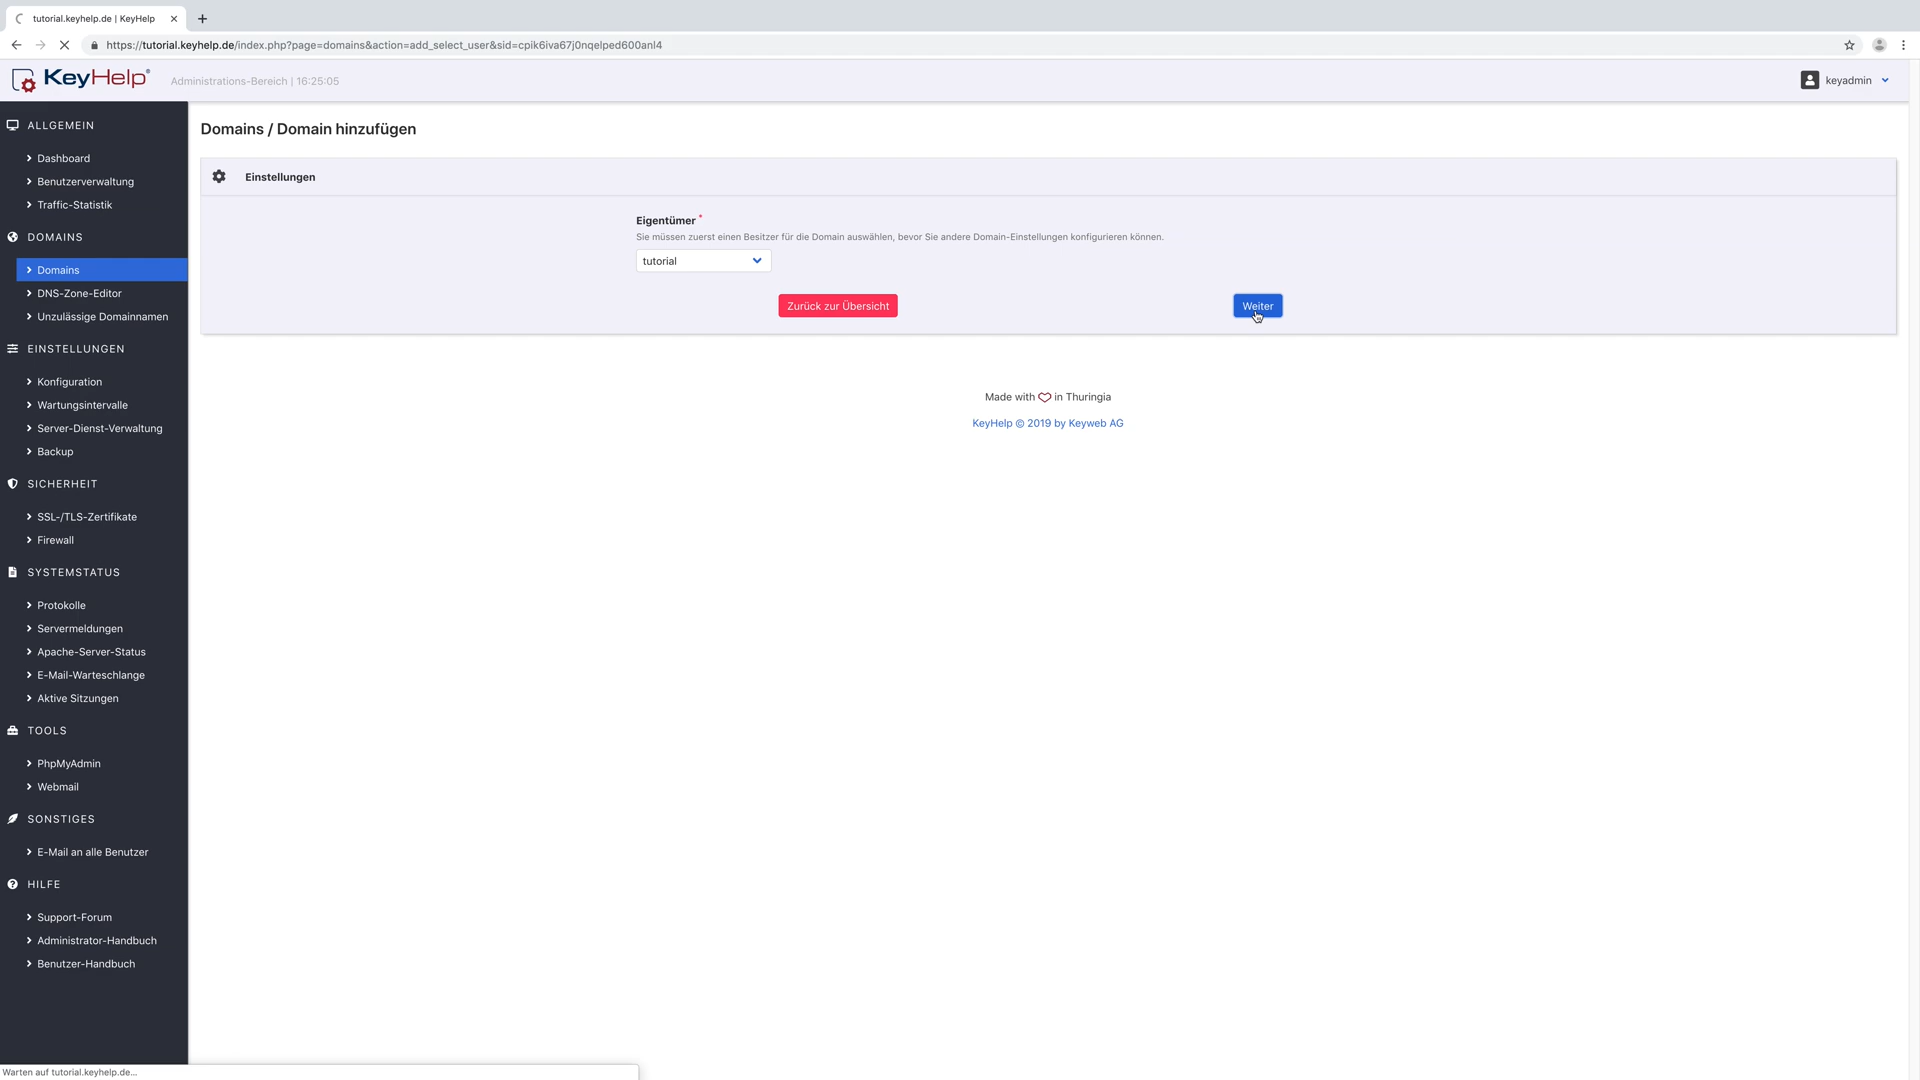 tutorial.keyhelp.de | KeyHelp
https://tutorial.keyhelp.de/index.php?page=domains&action=add_select_user&sid=cpik6iva67j0nqelped600anl4
KeyHelp®
Administrations-Bereich | 16:25:05
keyadmin
ALLGEMEIN
Dashboard
Benutzerverwaltung
Traffic-Statistik
DOMAINS
Domains
DNS-Zone-Editor
Unzulässige Domainnamen
EINSTELLUNGEN
Konfiguration
Wartungsintervalle
Server-Dienst-Verwaltung
Backup
SICHERHEIT
SSL-/TLS-Zertifikate
Firewall
SYSTEMSTATUS
Protokolle
Servermeldungen
Apache-Server-Status
E-Mail-Warteschlange
Aktive Sitzungen
TOOLS
PhpMyAdmin
Webmail
SONSTIGES
E-Mail an alle Benutzer
HILFE
Support-Forum
Administrator-Handbuch
Benutzer-Handbuch
Domains / Domain hinzufügen
Einstellungen
Eigentümer *
Sie müssen zuerst einen Besitzer für die Domain auswählen, bevor Sie andere Domain-Einstellungen konfigurieren können.
tutorial
Zurück zur Übersicht
Weiter
Made with in Thuringia
KeyHelp © 2019 by Keyweb AG
Warten auf tutorial.keyhelp.de...